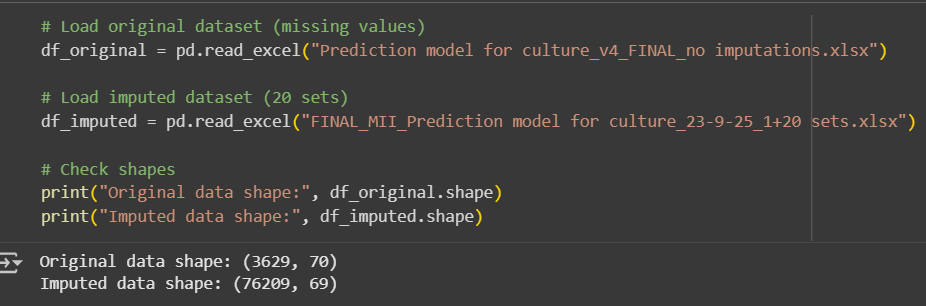 # Load original dataset (missing values)
df_original = pd.read_excel("Prediction model for culture_v4_FINAL_no imputations.xlsx")
# Load imputed dataset (20 sets)
df_imputed = pd.read_excel("FINAL_MII_Prediction model for culture_23-9-25_1+20 sets.xlsx")
# Check shapes
print("Original data shape:", df_original.shape)
print("Imputed data shape:", df_imputed.shape)
Original data shape: (3629, 70)
Imputed data shape: (76209, 69)